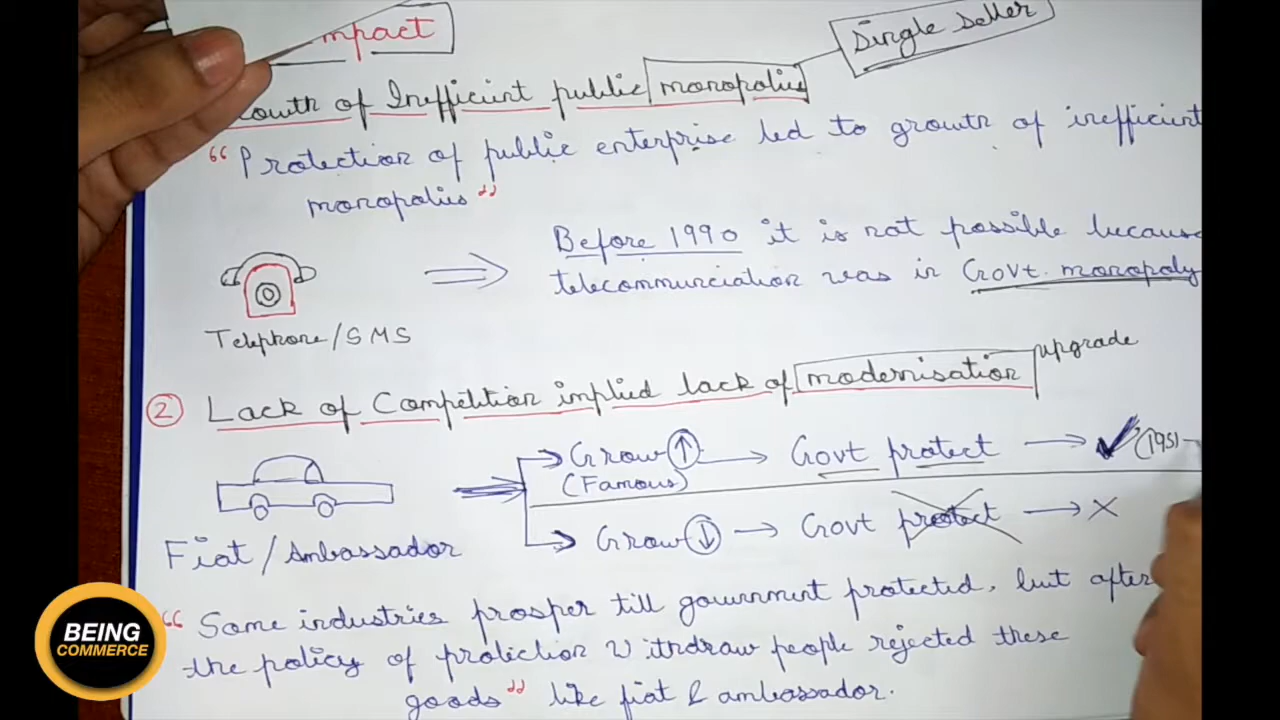 mpact
Single Seller
owth of Inefficient public monopolies
“Protection of public enterprise led to growth of inefficient
monopolies”
Before 1990 it is not possible because
telecommunciation was in Govt. monopoly
Telephone/SMS
② Lack of Competition implied lack of modernisation
upgrade
Grow ↑ → Govt protect → ✓ (1951-
(Famous)
Grow ↓ → Govt protect → ✗
Fiat/Ambassador
“Some industries prosper till government protected, but after
the policy of protection withdraw people rejected these
goods” like fiat & ambassador.
BEING
COMMERCE